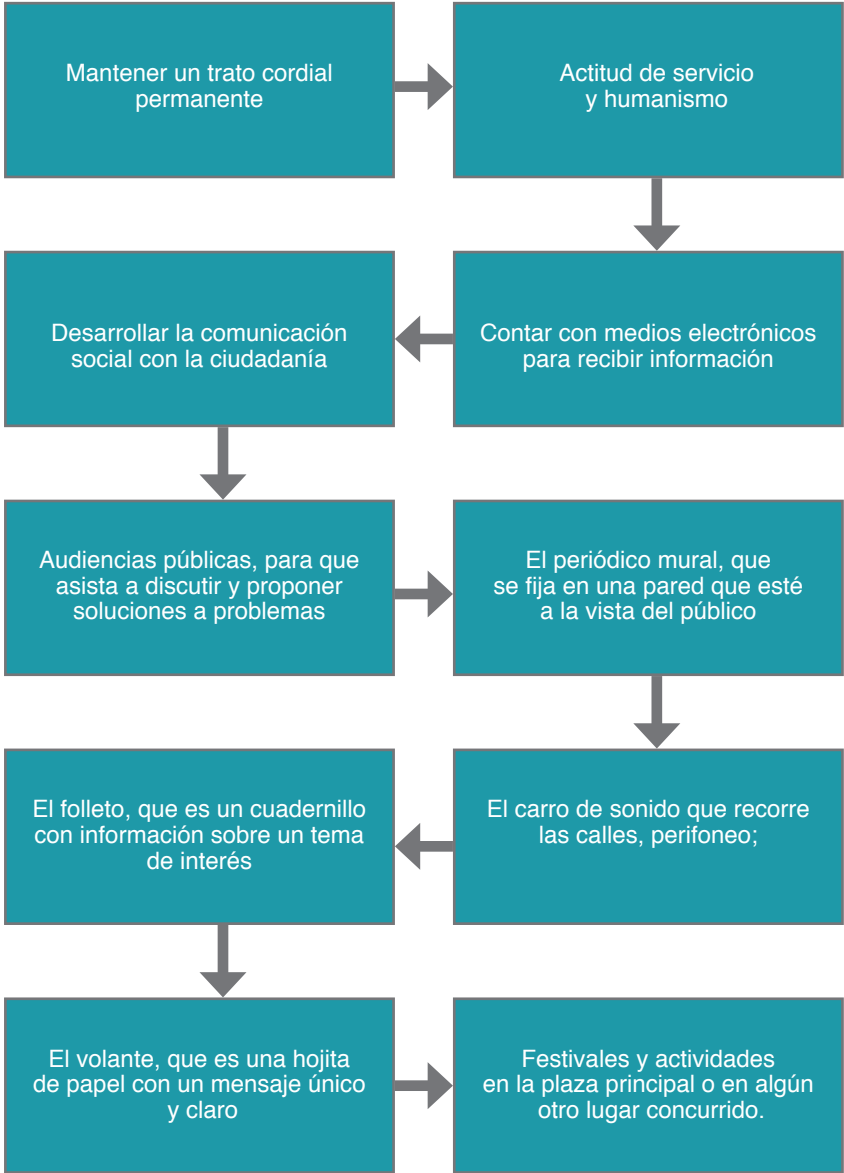 Mantener un trato cordial
permanente
Actitud de servicio
y humanismo
Contar con medios electrónicos
para recibir información
Desarrollar la comunicación
social con la ciudadanía
Audiencias públicas, para que
asista a discutir y proponer
soluciones a problemas
El periódico mural, que
se fija en una pared que esté
a la vista del público
El carro de sonido que recorre
las calles, perifoneo;
El folleto, que es un cuadernillo
con información sobre un tema
de interés
El volante, que es una hojita
de papel con un mensaje único
y claro
Festivales y actividades
en la plaza principal o en algún
otro lugar concurrido.